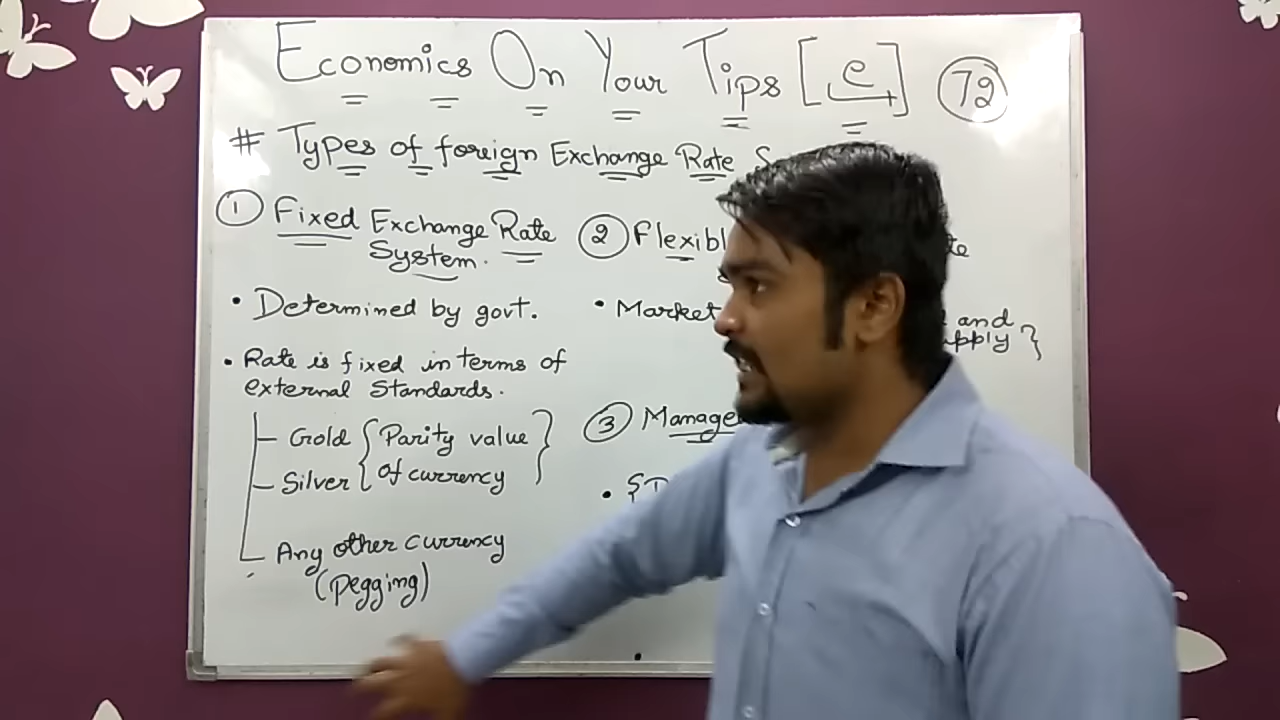 Economics On Your Tips [e] 72
# Types of foreign Exchange Rate
1 Fixed Exchange Rate
System.
• Determined by govt.
• Rate is fixed in terms of
external Standards.
Gold { Parity value }
Silver { of currency }
Any other currency
(Pegging)
2
• Market
and
}
3
•